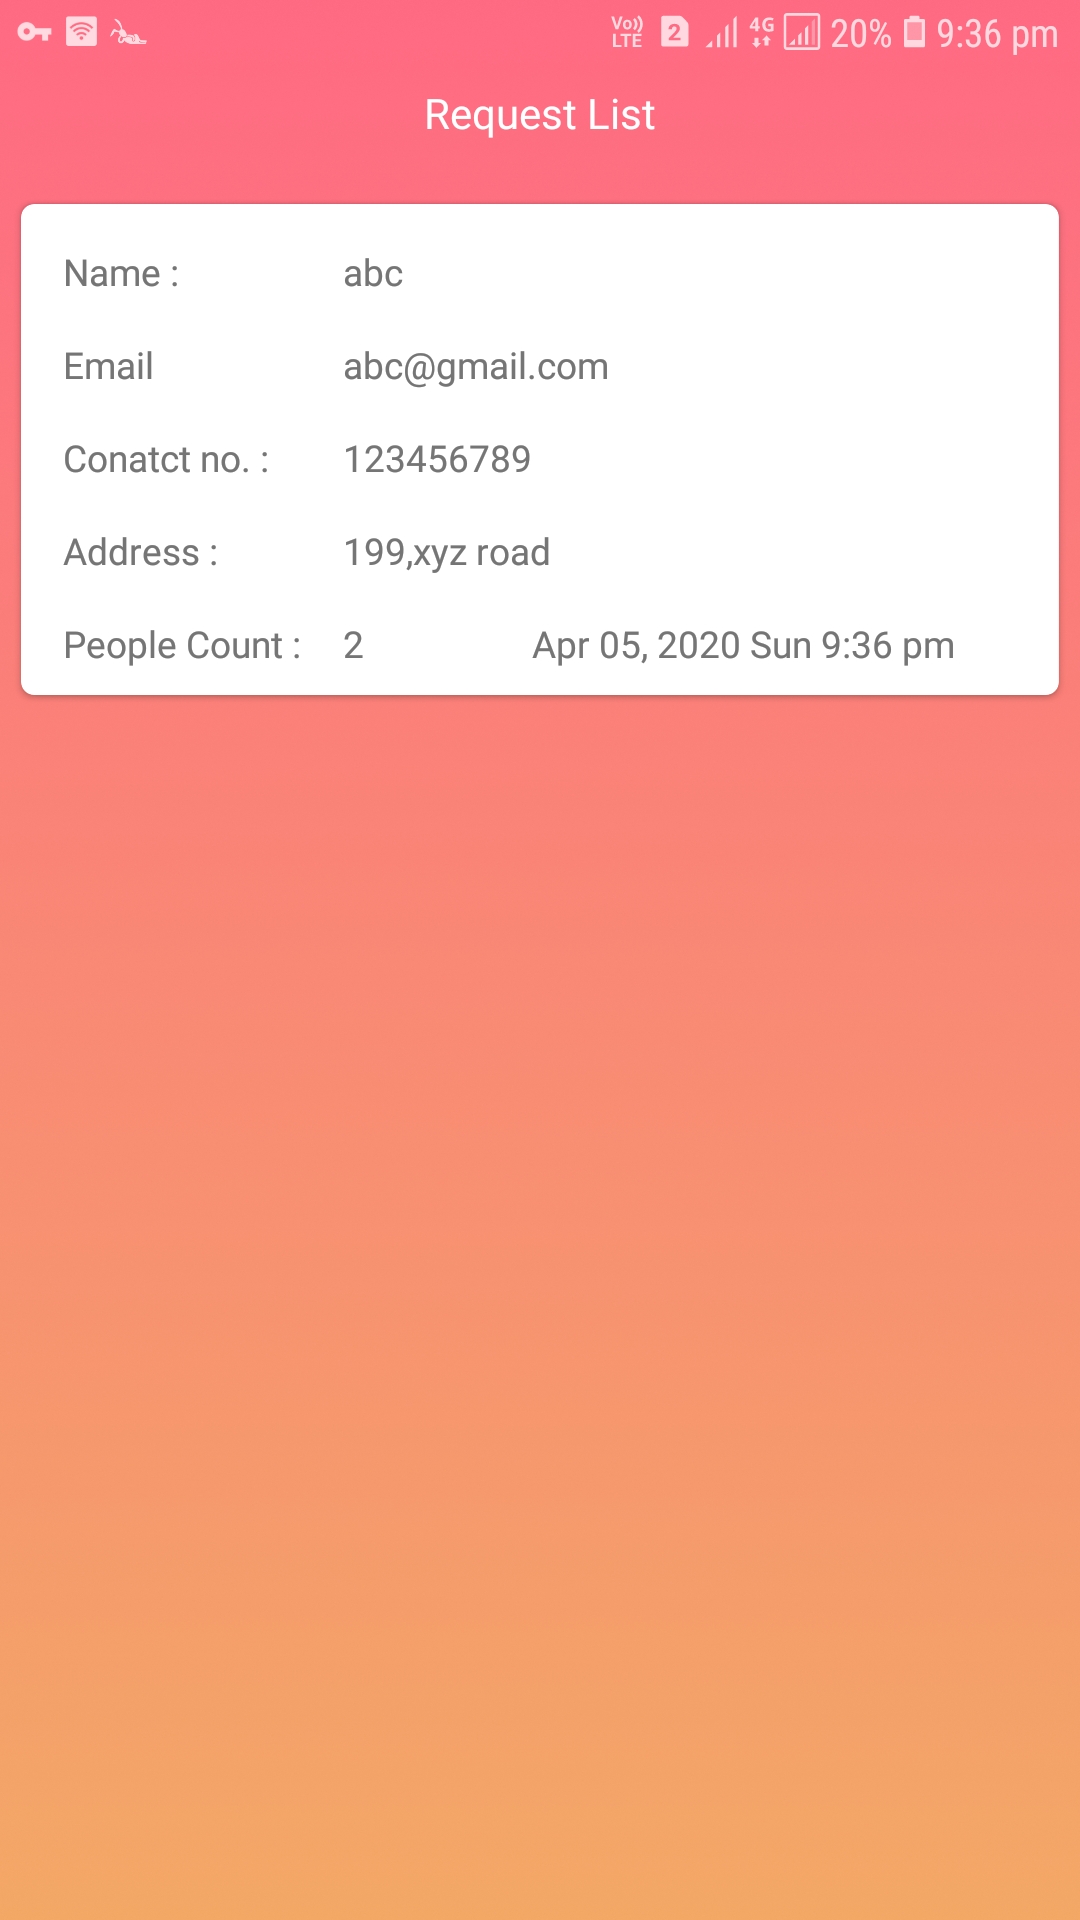 Vo)) LTE 2 4G 20% 9:36 pm
Request List
Name : abc
Email abc@gmail.com
Conatct no. : 123456789
Address : 199,xyz road
People Count : 2 Apr 05, 2020 Sun 9:36 pm